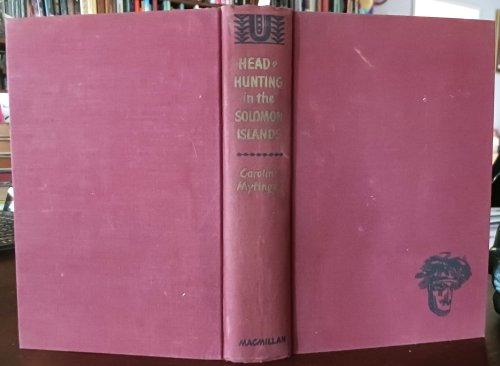 HEAD
HUNTING
in the
SOLOMON
ISLANDS
Caroline
Mytinger
MACMILLAN